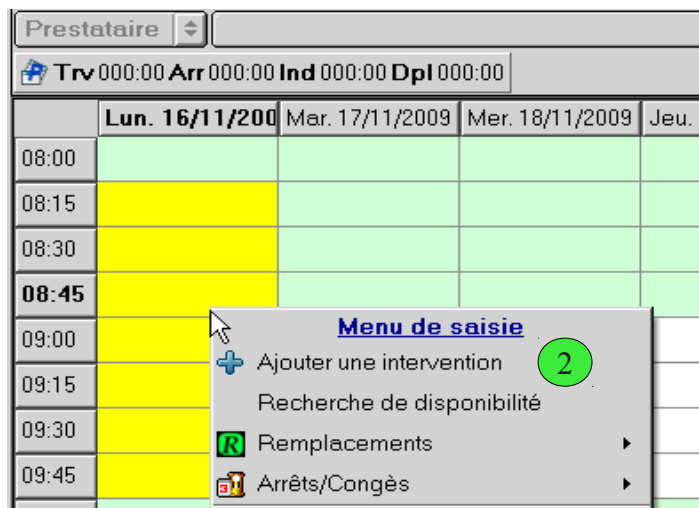 Prestataire
Trv 000:00 Arr 000:00 Ind 000:00 Dpl 000:00
Lun. 16/11/200 Mar. 17/11/2009 Mer. 18/11/2009 Jeu.
08:00
08:15
08:30
08:45
Menu de saisie
09:00
Ajouter une intervention 2
09:15
Recherche de disponibilité
09:30
R Remplacements
09:45
3 Arrêts/Congès